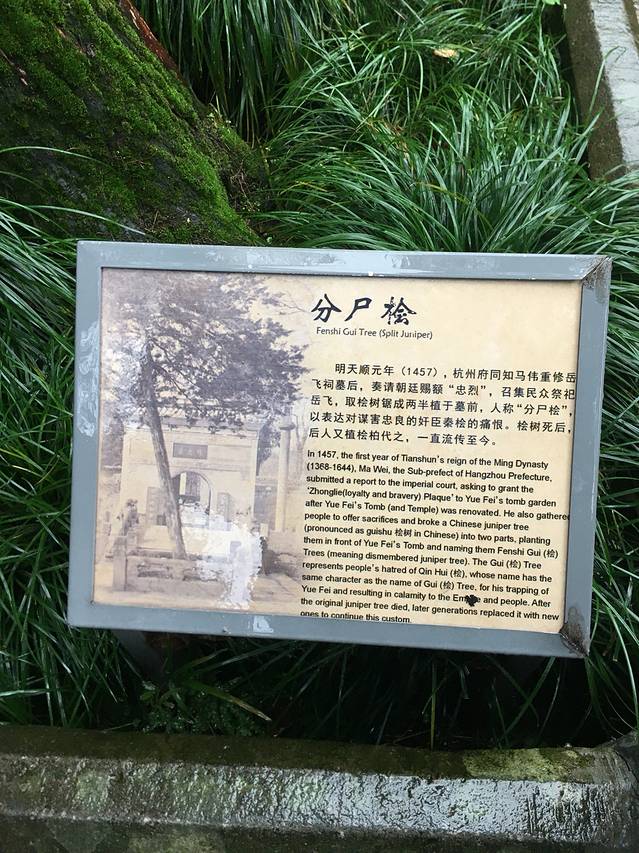 分尸桧
Fenshi Gui Tree (Split Juniper)
明天顺元年（1457），杭州府同知马伟重修岳
飞祠墓后，奏请朝廷赐额“忠烈”，召集民众祭祀
岳飞，取桧树锯成两半植于墓前，人称“分尸桧”，
以表达对谋害忠良的奸臣秦桧的痛恨。桧树死后，
后人又植桧柏代之，一直流传至今。
In 1457, the first year of Tianshun's reign of the Ming Dynasty
(1368-1644), Ma Wei, the Sub-prefect of Hangzhou Prefecture,
submitted a report to the imperial court, asking to grant the
‘Zhonglie(loyalty and bravery) Plaque’ to Yue Fei's tomb garden
after Yue Fei's Tomb (and Temple) was renovated. He also gathered
people to offer sacrifices and broke a Chinese juniper tree
(pronounced as guishu 桧树 in Chinese) into two parts, planting
them in front of Yue Fei's Tomb and naming them Fenshi Gui (桧)
Trees (meaning dismembered juniper tree). The Gui (桧) Tree
represents people's hatred of Qin Hui (桧), whose name has the
same character as the name of Gui (桧) Tree, for his trapping of
Yue Fei and resulting in calamity to the Empire and people. After
the original juniper tree died, later generations replaced it with new
ones to continue this custom.